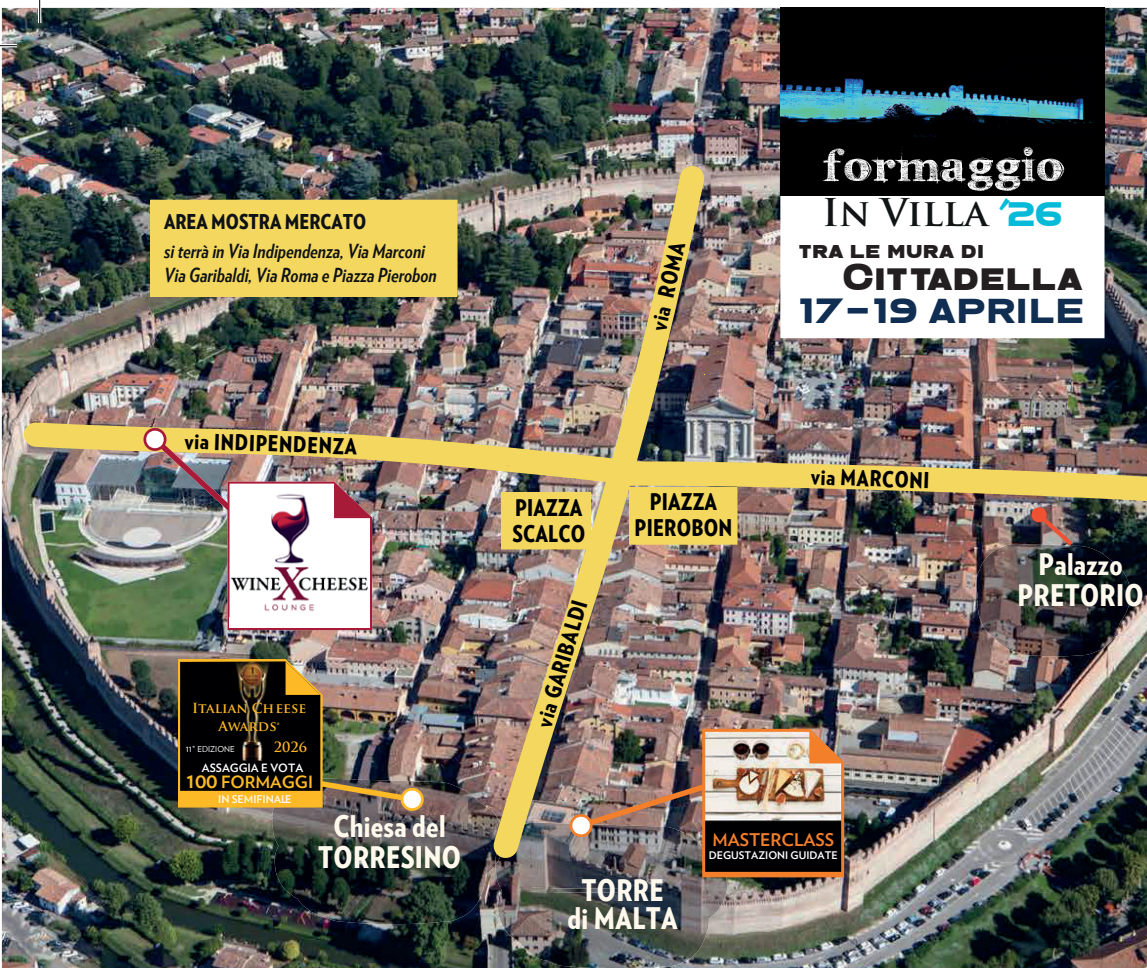 formaggio
IN VILLA '26
TRA LE MURA DI
CITTADELLA
17–19 APRILE
AREA MOSTRA MERCATO
si terrà in Via Indipendenza, Via Marconi
Via Garibaldi, Via Roma e Piazza Pierobon
via ROMA
via INDIPENDENZA
via MARCONI
PIAZZA
SCALCO
PIAZZA
PIEROBON
WINE X CHEESE
LOUNGE
Palazzo
PRETORIO
via GARIBALDI
ITALIAN CHEESE
AWARDS®
11° EDIZIONE 2026
ASSAGGIA E VOTA
100 FORMAGGI
IN SEMIFINALE
Chiesa del
TORRESINO
MASTERCLASS
DEGUSTAZIONI GUIDATE
TORRE
di MALTA